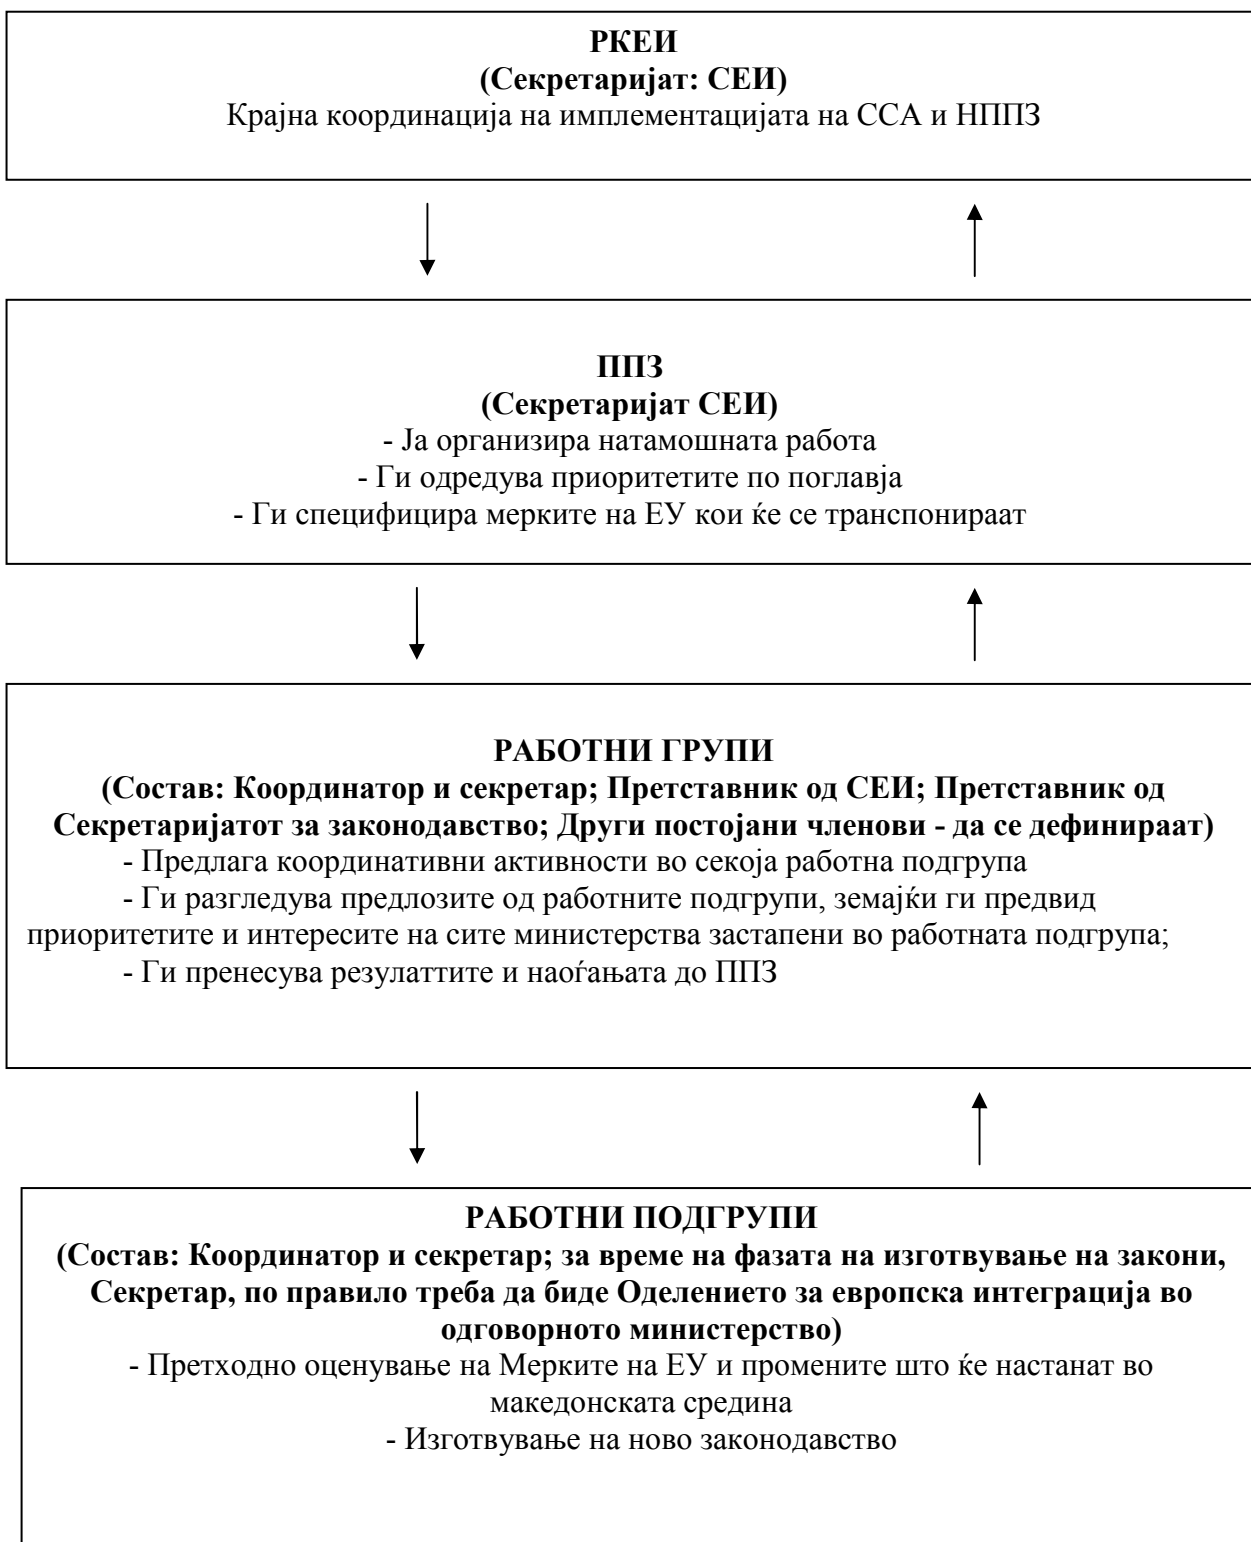 РКЕИ
(Секретаријат: СЕИ)
Крајна координација на имплементацијата на ССА и НППЗ
ППЗ
(Секретаријат СЕИ)
- Ја организира натамошната работа
- Ги одредува приоритетите по поглавја
- Ги специфицира мерките на ЕУ кои ќе се транспонираат
РАБОТНИ ГРУПИ
(Состав: Координатор и секретар; Претставник од СЕИ; Претставник од
Секретаријатот за законодавство; Други постојани членови - да се дефинираат)
- Предлага координативни активности во секоја работна подгрупа
- Ги разгледува предлозите од работните подгрупи, земајќи ги предвид
приоритетите и интересите на сите министерства застапени во работната подгрупа;
- Ги пренесува резулаттите и наоѓањата до ППЗ
РАБОТНИ ПОДГРУПИ
(Состав: Координатор и секретар; за време на фазата на изготвување на закони,
Секретар, по правило треба да биде Оделението за европска интеграција во
одговорното министерство)
- Претходно оценување на Мерките на ЕУ и промените што ќе настанат во
македонската средина
- Изготвување на ново законодавство